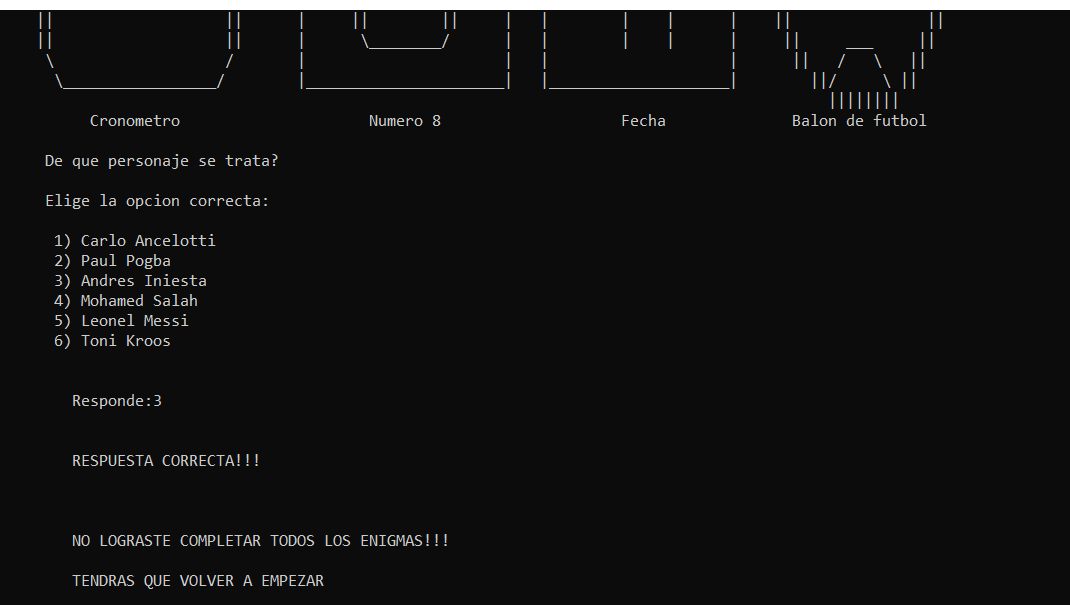 Cronometro Numero 8 Fecha Balon de futbol
De que personaje se trata?
Elige la opcion correcta:
1) Carlo Ancelotti
2) Paul Pogba
3) Andres Iniesta
4) Mohamed Salah
5) Leonel Messi
6) Toni Kroos
Responde:3
RESPUESTA CORRECTA!!!
NO LOGRASTE COMPLETAR TODOS LOS ENIGMAS!!!
TENDRAS QUE VOLVER A EMPEZAR